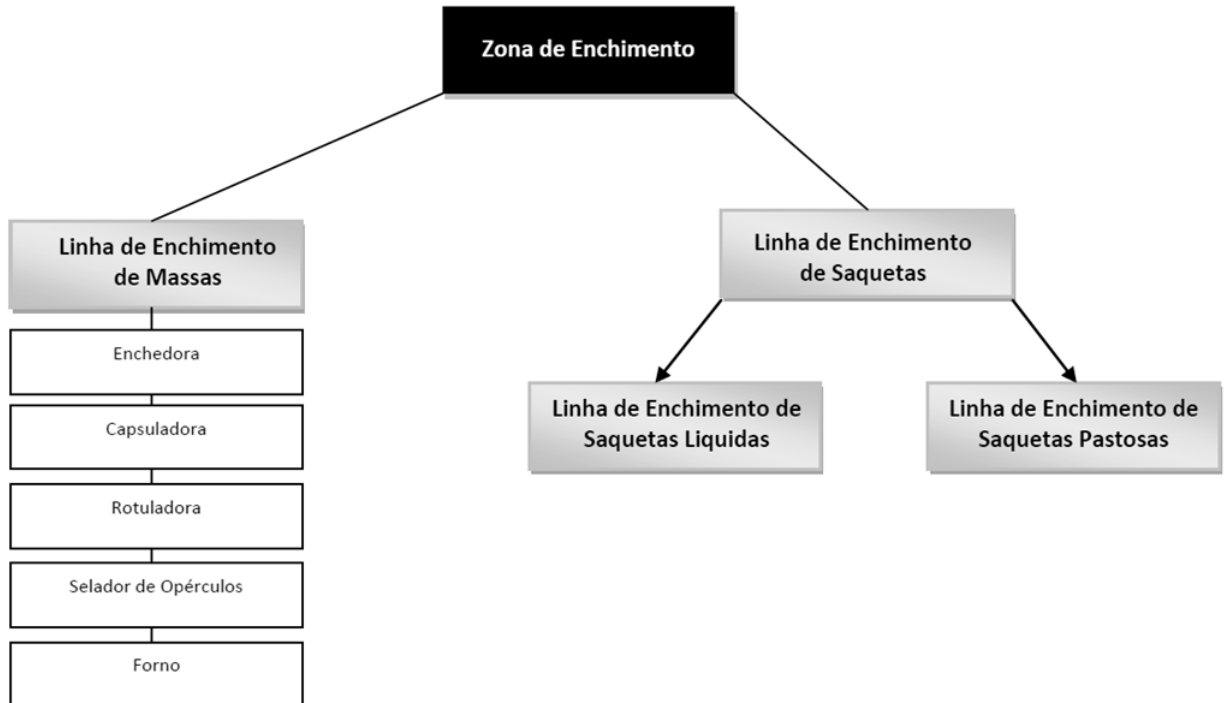 Zona de Enchimento
Linha de Enchimento
de Massas
Enchedora
Capsuladora
Rotuladora
Selador de Opérculos
Forno
Linha de Enchimento
de Saquetas
Linha de Enchimento de
Saquetas Liquidas
Linha de Enchimento de
Saquetas Pastosas